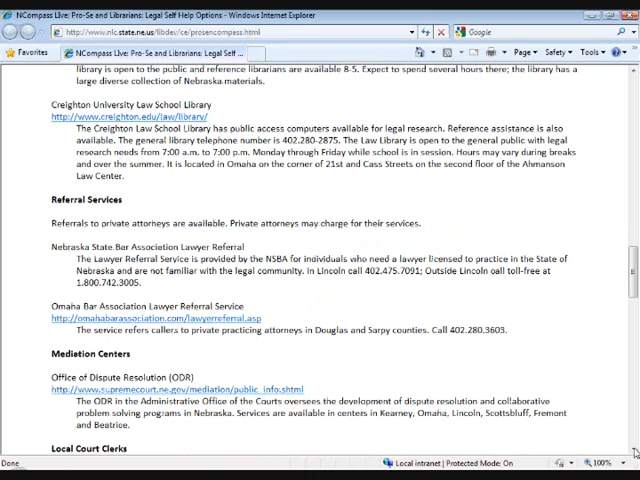 NCompass Live: Pro-Se and Librarians: Legal Self Help Options - Windows Internet Explorer
http://www.nlc.state.ne.us/libdev/ce/prosencompass.html
Google
Favorites
NCompass Live: Pro-Se and Librarians: Legal Self ...
Page
Safety
Tools
library is open to the public and reference librarians are available 8-5. Expect to spend several hours there; the library has a
large diverse collection of Nebraska materials.
Creighton University Law School Library
http://www.creighton.edu/law/library/
The Creighton Law School Library has public access computers available for legal research. Reference assistance is also
available. The general library telephone number is 402.280-2875. The Law Library is open to the general public with legal
research needs from 7:00 a.m. to 7:00 p.m. Monday through Friday while school is in session. Hours may vary during breaks
and over the summer. It is located in Omaha on the corner of 21st and Cass Streets on the second floor of the Ahmanson
Law Center.
Referral Services
Referrals to private attorneys are available. Private attorneys may charge for their services.
Nebraska State Bar Association Lawyer Referral
The Lawyer Referral Service is provided by the NSBA for individuals who need a lawyer licensed to practice in the State of
Nebraska and are not familiar with the legal community. In Lincoln call 402.475.7091; Outside Lincoln call toll-free at
1.800.742.3005.
Omaha Bar Association Lawyer Referral Service
http://omahabarassociation.com/lawyerreferral.asp
The service refers callers to private practicing attorneys in Douglas and Sarpy counties. Call 402.280.3603.
Mediation Centers
Office of Dispute Resolution (ODR)
http://www.supremecourt.ne.gov/mediation/public_info.shtml
The ODR in the Administrative Office of the Courts oversees the development of dispute resolution and collaborative
problem solving programs in Nebraska. Services are available in centers in Kearney, Omaha, Lincoln, Scottsbluff, Fremont
and Beatrice.
Local Court Clerks
Done
Local intranet | Protected Mode: On
100%